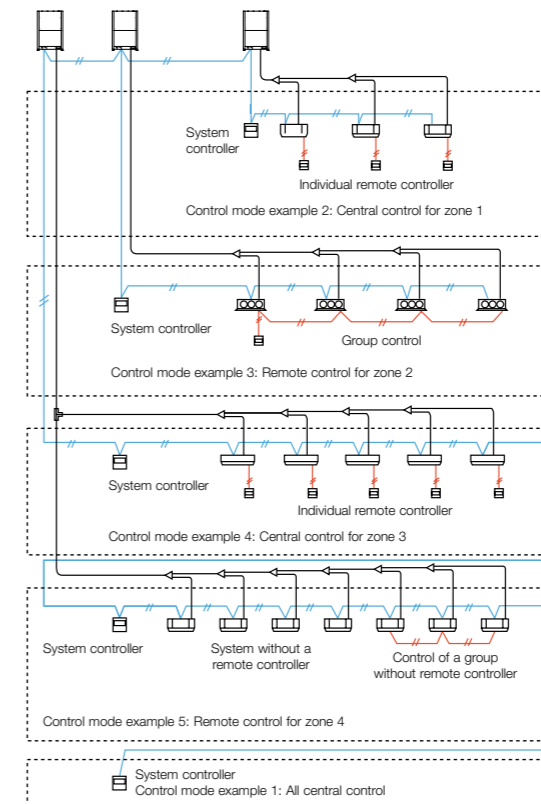 System
controller
Individual remote controller
Control mode example 2: Central control for zone 1
System controller
Group control
Control mode example 3: Remote control for zone 2
System controller
Individual remote controller
Control mode example 4: Central control for zone 3
System controller
System without a
remote controller
Control of a group
without remote controller
Control mode example 5: Remote control for zone 4
System controller
Control mode example 1: All central control